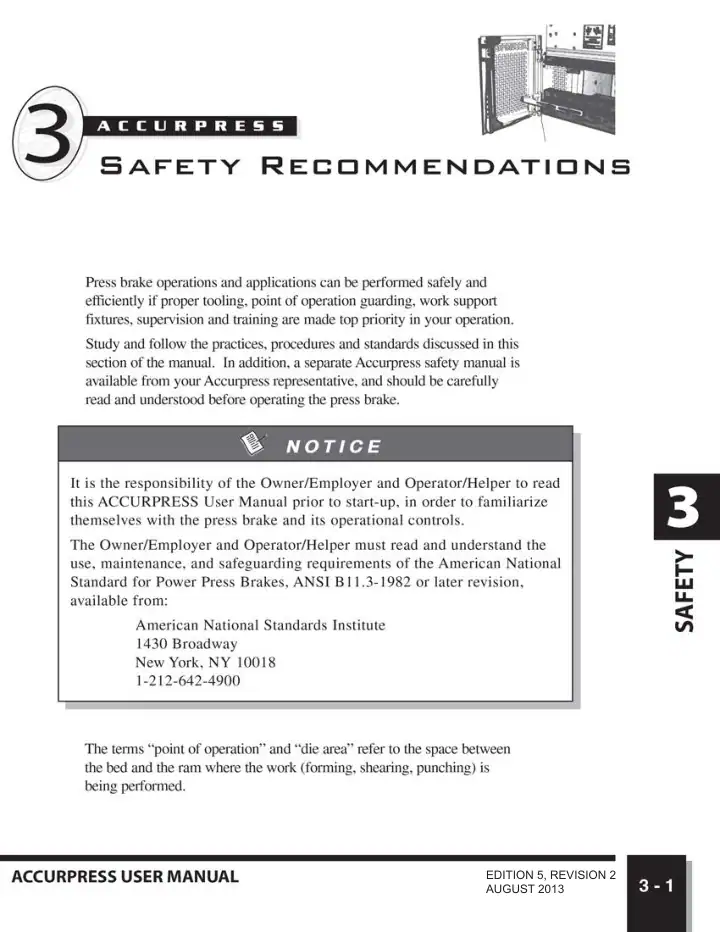 3
ACCURPRESS
SAFETY RECOMMENDATIONS
Press brake operations and applications can be performed safely and
efficiently if proper tooling, point of operation guarding, work support
fixtures, supervision and training are made top priority in your operation.
Study and follow the practices, procedures and standards discussed in this
section of the manual. In addition, a separate Accurpress safety manual is
available from your Accurpress representative, and should be carefully
read and understood before operating the press brake.
NOTICE
It is the responsibility of the Owner/Employer and Operator/Helper to read
this ACCURPRESS User Manual prior to start-up, in order to familiarize
themselves with the press brake and its operational controls.
The Owner/Employer and Operator/Helper must read and understand the
use, maintenance, and safeguarding requirements of the American National
Standard for Power Press Brakes, ANSI B11.3-1982 or later revision,
available from:
American National Standards Institute
1430 Broadway
New York, NY 10018
1-212-642-4900
3
SAFETY
The terms “point of operation” and “die area” refer to the space between
the bed and the ram where the work (forming, shearing, punching) is
being performed.
ACCURPRESS USER MANUAL
EDITION 5, REVISION 2
AUGUST 2013
3 - 1